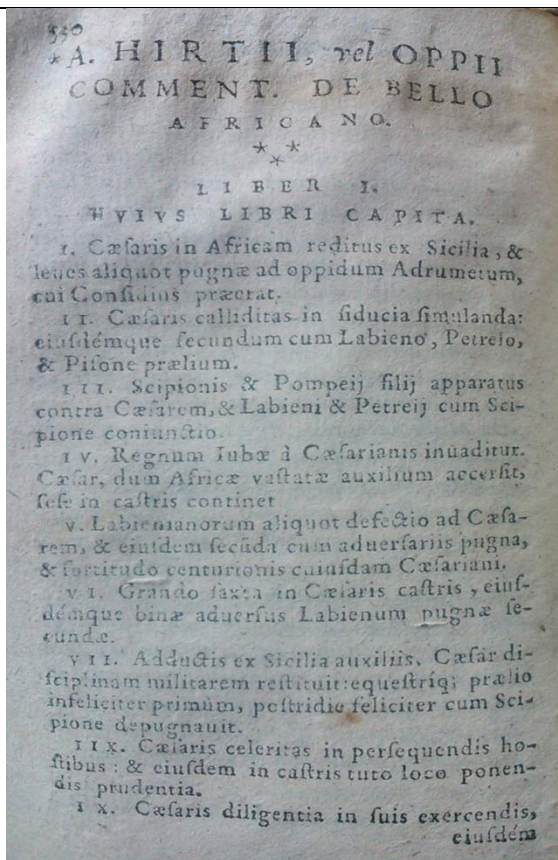 550
*A. HIRTII, vel OPPII
COMMENT. DE BELLO
AFRICANO.
***
LIBER I.
HVIVS LIBRI CAPITA.
I. Cæſaris in Africam reditus ex Sicilia, &
leues aliquot pugnæ ad oppidum Adrumetum,
cui Conſidius præerat.
II. Cæſaris calliditas in fiducia ſimulanda:
eiuſdémque ſecundum cum Labieno, Petreio,
& Piſone prælium.
III. Scipionis & Pompeij filij apparatus
contra Cæſarem, & Labieni & Petreij cum Sci-
pione coniunctio.
IV. Regnum Iubæ à Cæſarianis inuaditur.
Cæſar, dum Africæ vaſtatæ auxilium accerſit,
ſeſe in caſtris continet
V. Labienianorum aliquot defectio ad Cæſa-
rem, & eiuſdem ſecũda cum aduerſariis pugna,
& fortitudo centurionis cuiuſdam Cæſariani.
VI. Grando ſaxea in Cæſaris caſtris, eiuſ-
démque binæ aduerſus Labienum pugnæ ſe-
cundæ.
VII. Adductis ex Sicilia auxiliis, Cæſar di-
ſciplinam militarem reſtituit: equeſtríq; prælio
infeliciter primùm, poſtridie feliciter cum Sci-
pione depugnauit.
IIX. Cæſaris celeritas in perſequendis ho-
ſtibus: & eiuſdem in caſtris tuto loco ponen-
dis prudentia.
IX. Cæſaris diligentia in ſuis exercendis,
eiuſdém